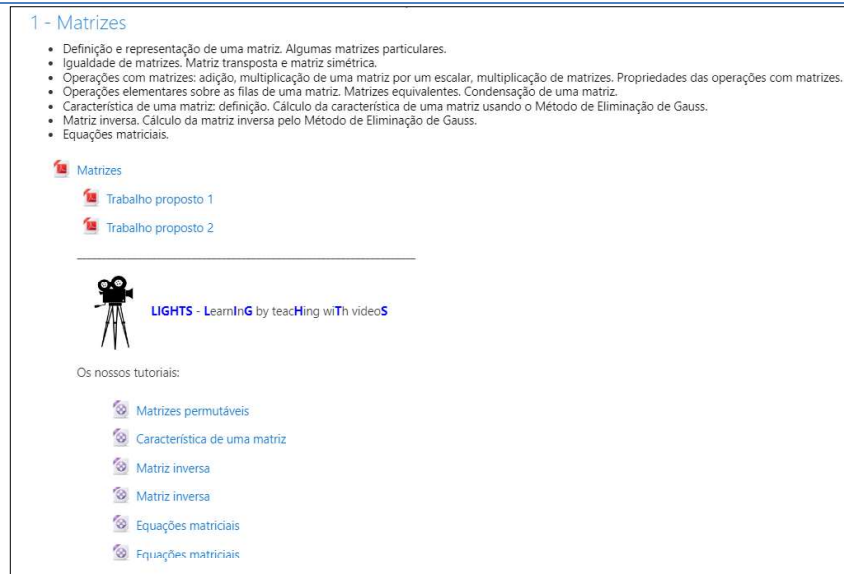 1 - Matrizes
Definição e representação de uma matriz. Algumas matrizes particulares.
Igualdade de matrizes. Matriz transposta e matriz simétrica.
Operações com matrizes: adição, multiplicação de uma matriz por um escalar, multiplicação de matrizes. Propriedades das operações com matrizes.
Operações elementares sobre as filas de uma matriz. Matrizes equivalentes. Condensação de uma matriz.
Característica de uma matriz: definição. Cálculo da característica de uma matriz usando o Método de Eliminação de Gauss.
Matriz inversa. Cálculo da matriz inversa pelo Método de Eliminação de Gauss.
Equações matriciais.
Matrizes
Trabalho proposto 1
Trabalho proposto 2
LIGHTS - LearnInG by teacHing wiTh videoS
Os nossos tutoriais:
Matrizes permutáveis
Característica de uma matriz
Matriz inversa
Matriz inversa
Equações matriciais
Equações matriciais